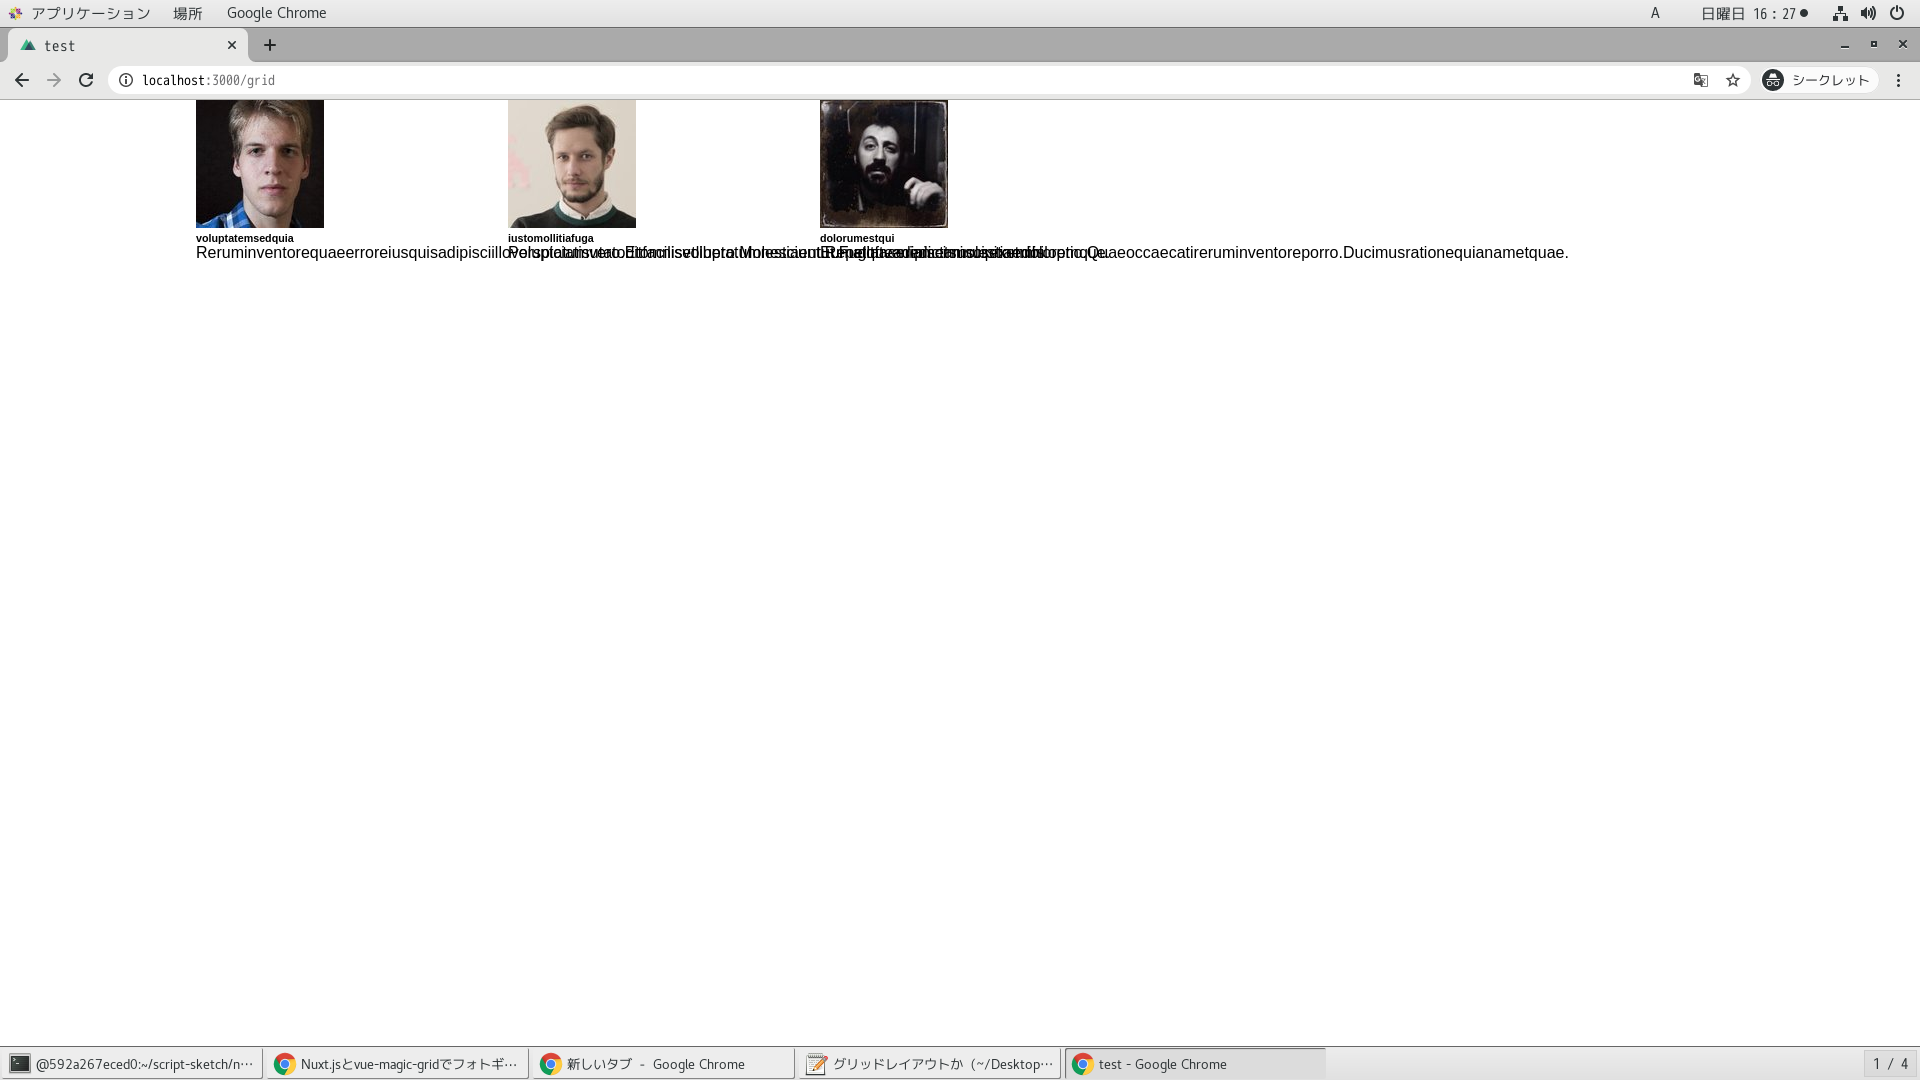 アプリケーション 場所 Google Chrome A 日曜日 16：27
test
localhost:3000/grid シークレット
voluptatemsedquia iustomollitiafuga dolorumestqui
Reruminventorequaeerroreiusquisadipisciillo Quaeoccaecatireruminventoreporro.Ducimusrationequianametquae.
@592a267eced0:~/script-sketch/n… Nuxt.jsとvue-magic-gridでフォトギ… 新しいタブ - Google Chrome グリッドレイアウトか (~/Desktop… test - Google Chrome 1 / 4